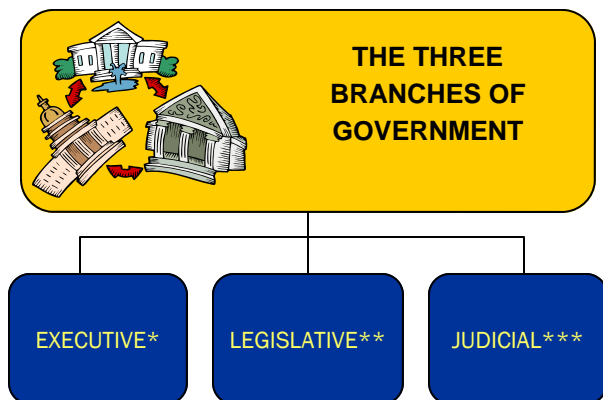 THE THREE
BRANCHES OF
GOVERNMENT
EXECUTIVE*
LEGISLATIVE**
JUDICIAL***